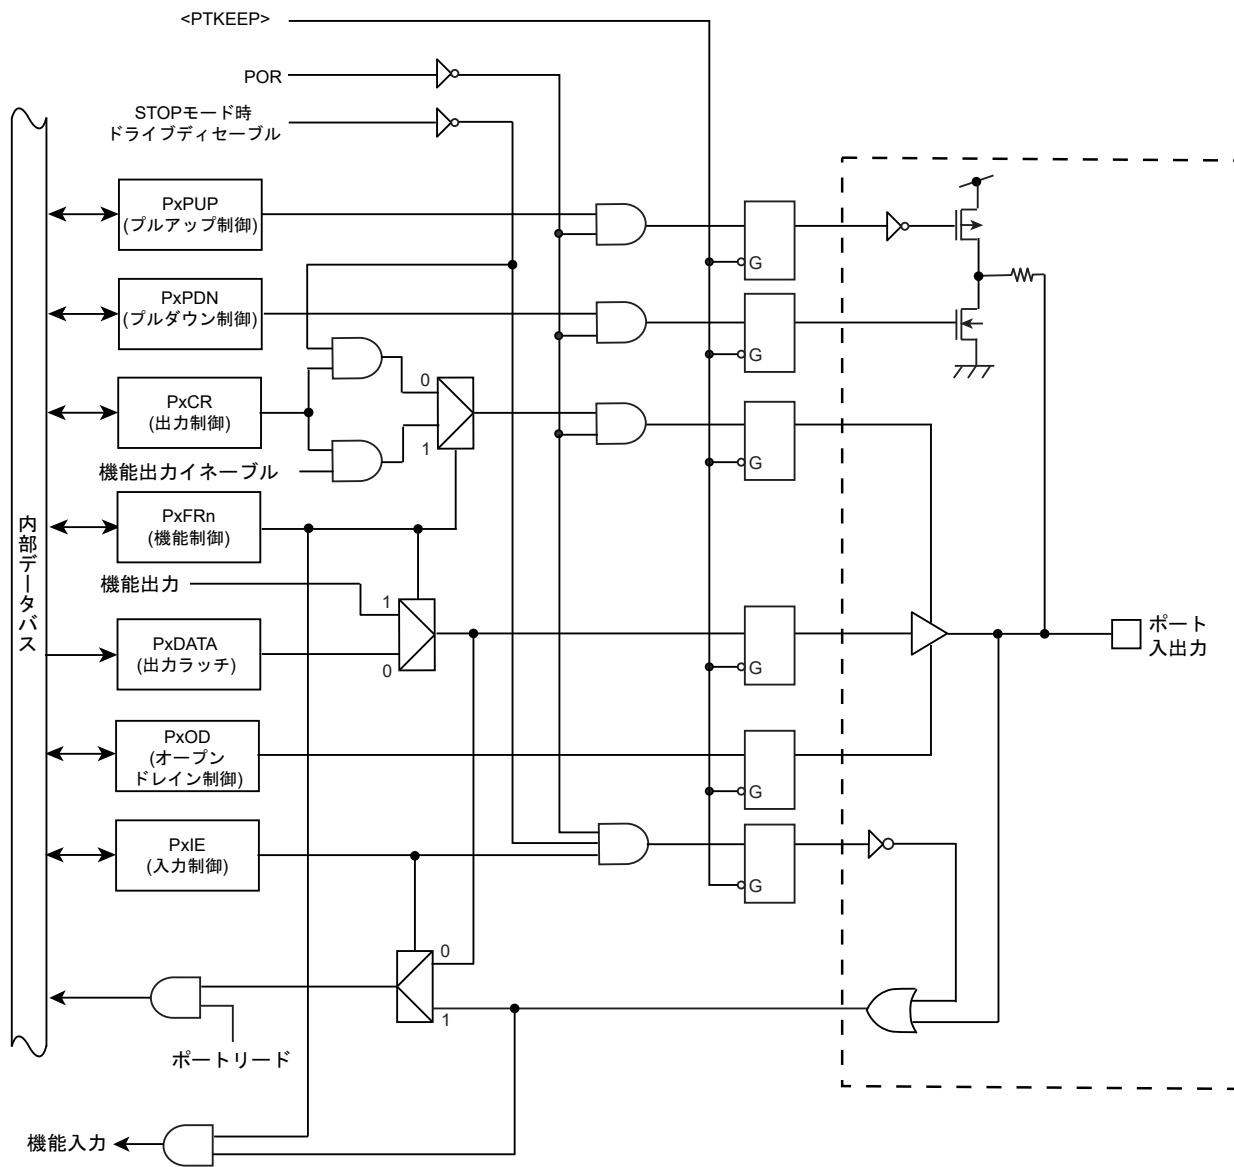 <PTKEEP>
POR
STOPモード時
ドライブディセーブル
PxPUP
(プルアップ制御)
G
PxPDN
(プルダウン制御)
G
PxCR
(出力制御)
0
1
G
機能出力イネーブル
PxFRn
(機能制御)
内部データバス
機能出力
1
0
PxDATA
(出力ラッチ)
G
ポート
入出力
PxOD
(オープン
ドレイン制御)
G
PxIE
(入力制御)
G
0
1
ポートリード
機能入力